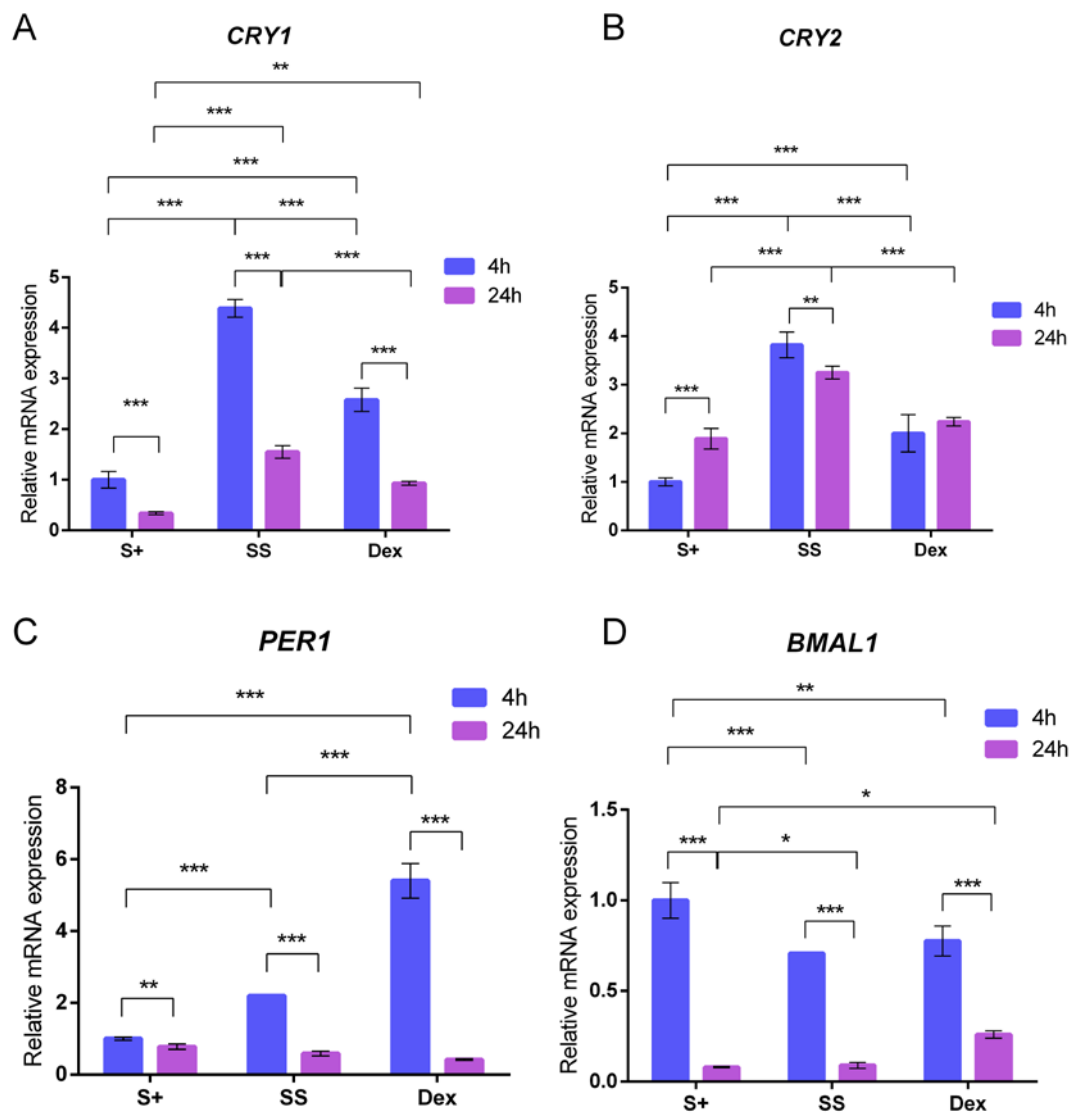 A
CRY1
**
***
***
*** ***
*** ***
***
***
4h
24h
Relative mRNA expression
5
4
3
2
1
0
S+ SS Dex
B
CRY2
***
*** ***
*** ***
**
***
4h
24h
Relative mRNA expression
5
4
3
2
1
0
S+ SS Dex
C
PER1
***
***
***
***
***
**
4h
24h
Relative mRNA expression
8
6
4
2
0
S+ SS Dex
D
BMAL1
**
***
*
*** *
***
***
4h
24h
Relative mRNA expression
1.5
1.0
0.5
0.0
S+ SS Dex